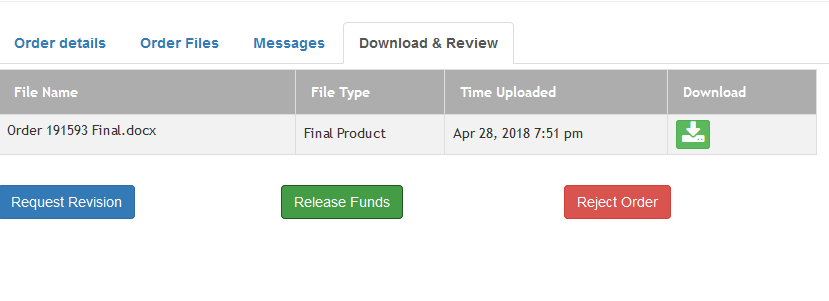 Order details Order Files Messages Download & Review
File Name File Type Time Uploaded Download
Order 191593 Final.docx Final Product Apr 28, 2018 7:51 pm
Request Revision Release Funds Reject Order